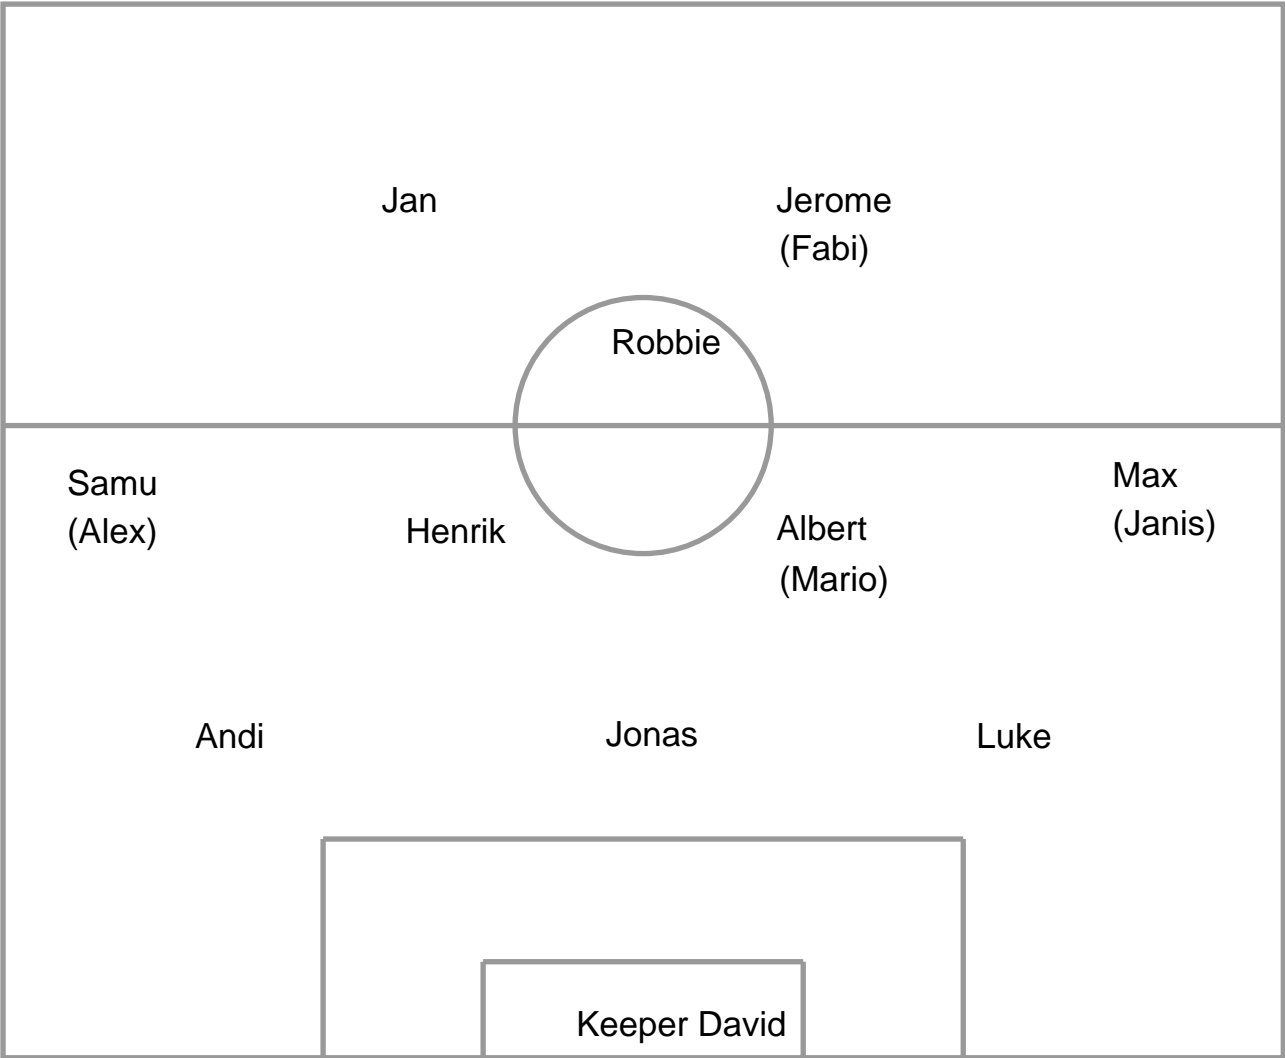 Jan
Jerome
(Fabi)
Robbie
Samu
(Alex)
Henrik
Albert
(Mario)
Max
(Janis)
Andi
Jonas
Luke
Keeper David